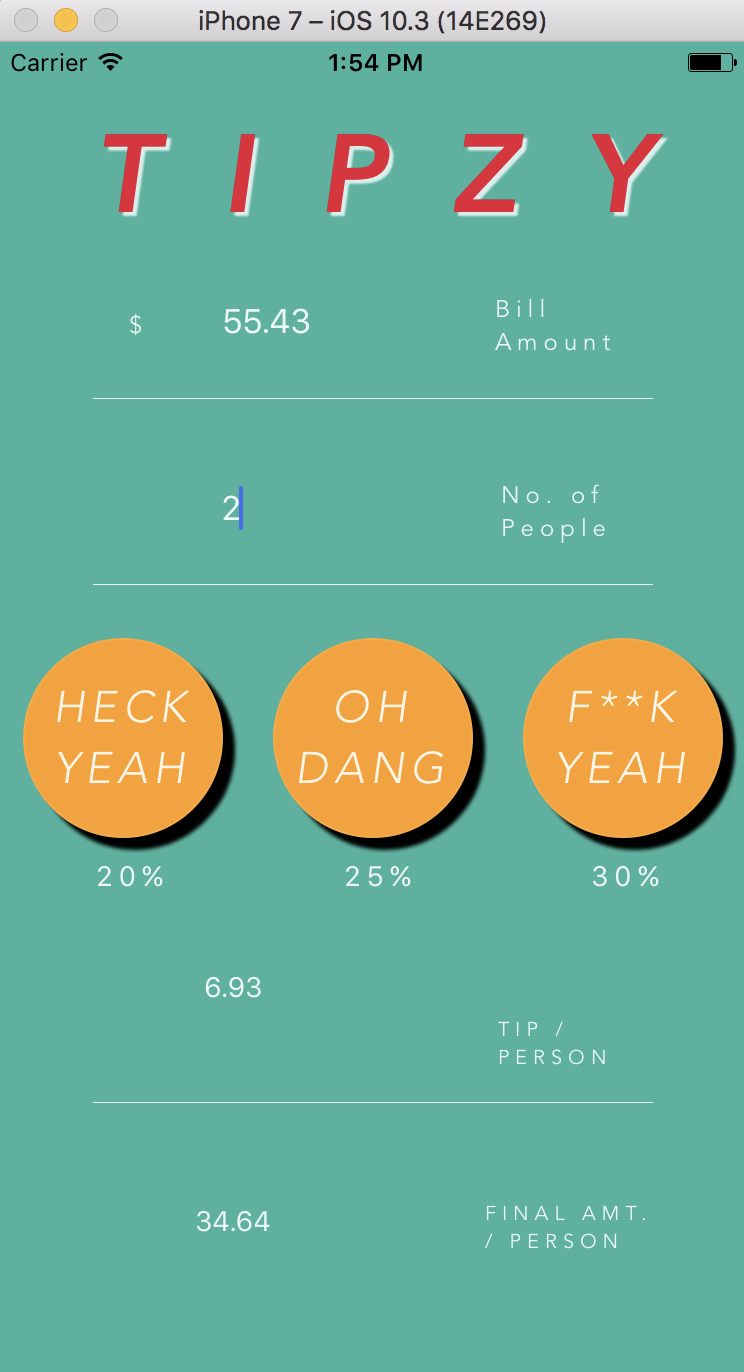 iPhone 7 – iOS 10.3 (14E269)
Carrier 1:54 PM
TIPZY
$ 55.43 Bill
Amount
2 No. of
People
HECK OH F**K
YEAH DANG YEAH
20% 25% 30%
6.93
TIP /
PERSON
34.64 FINAL AMT.
/ PERSON